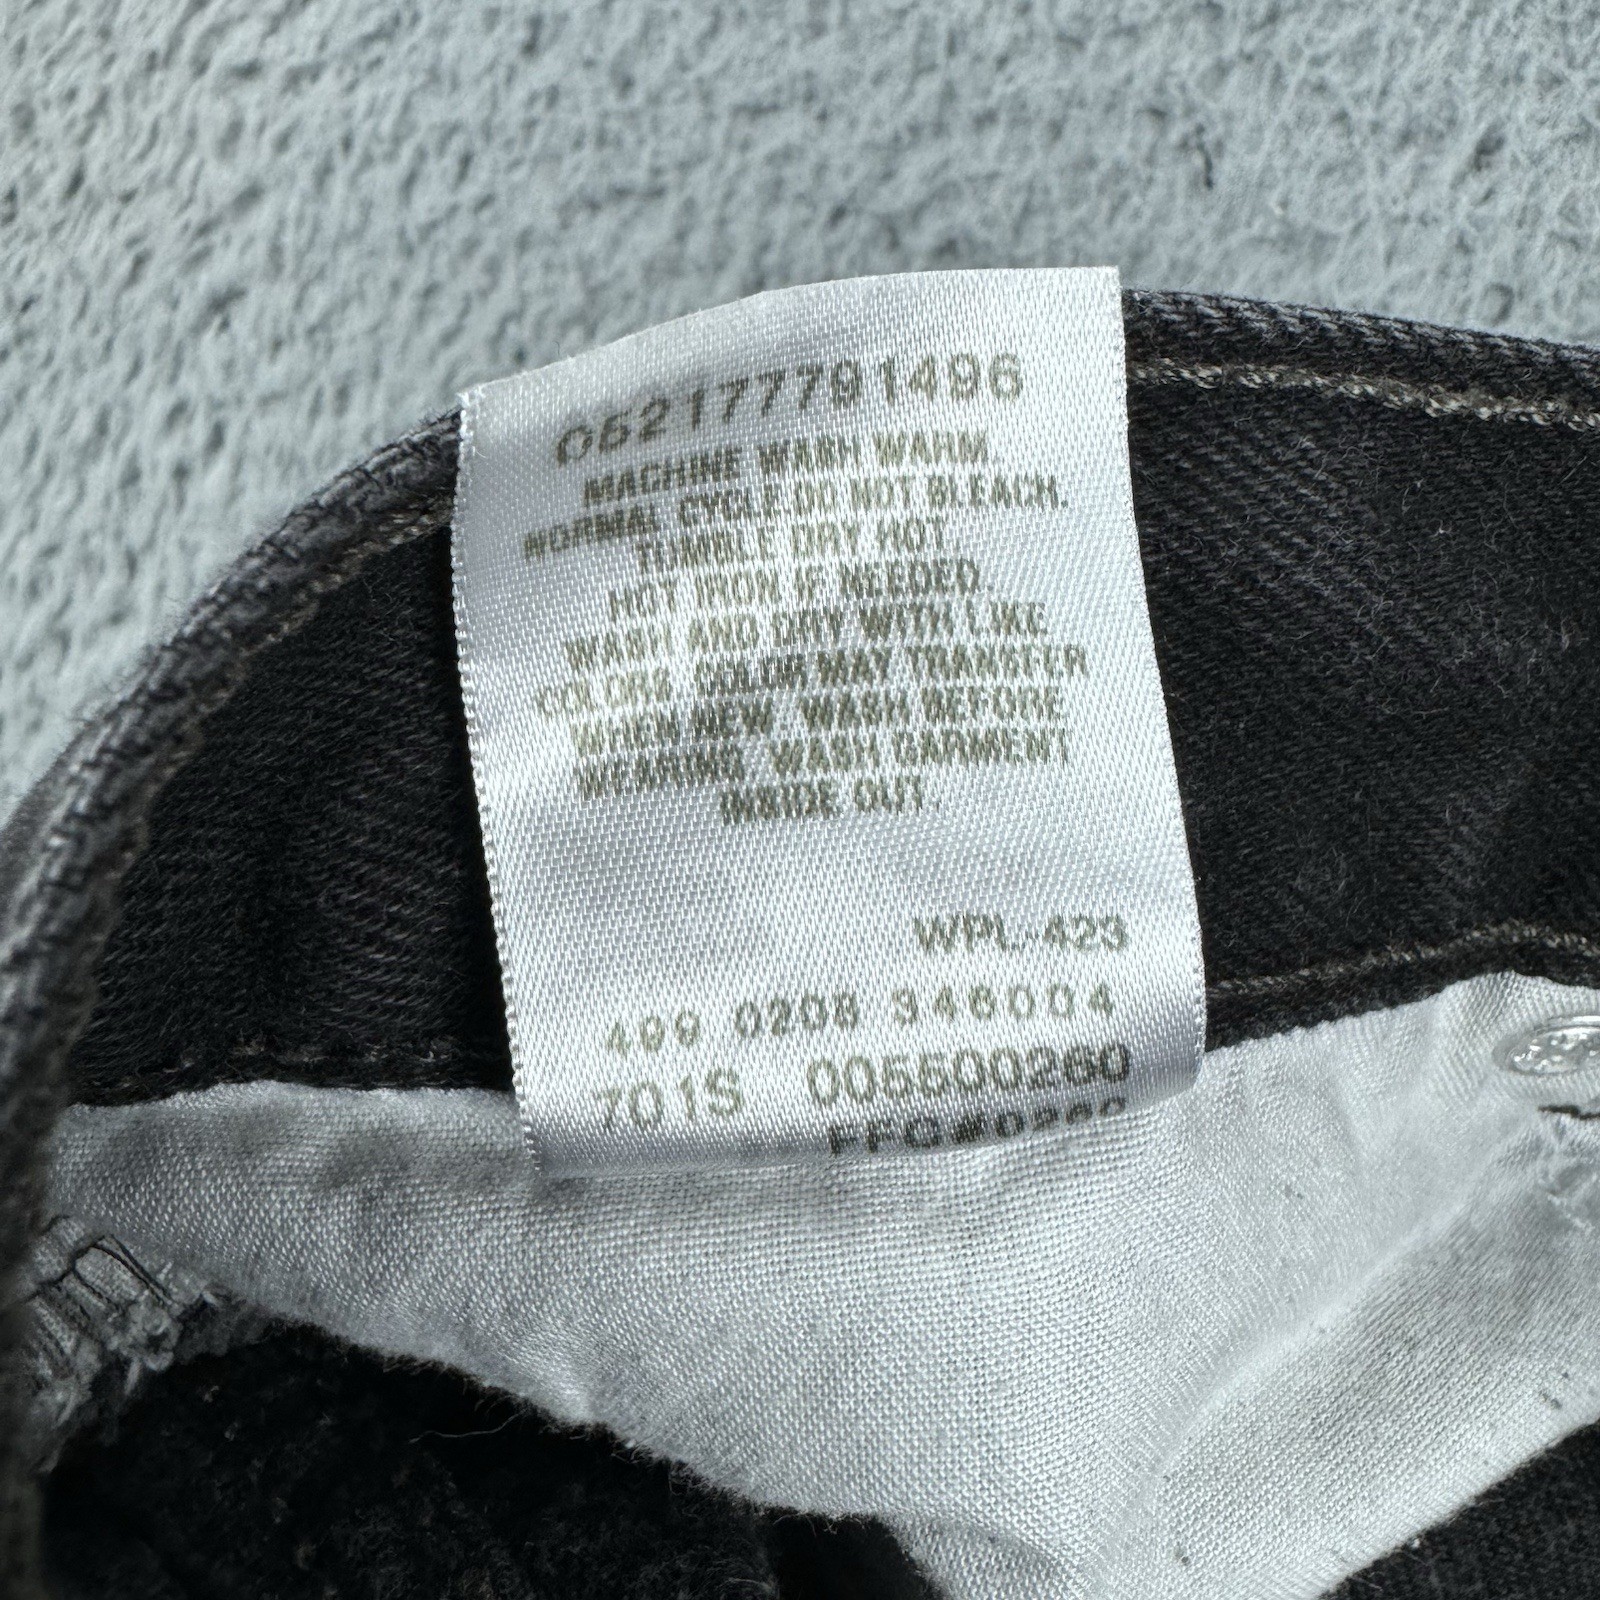 052177791496
MACHINE WASH WARM,
NORMAL CYCLE. DO NOT BLEACH.
TUMBLE DRY HOT.
HOT IRON IF NEEDED.
WASH AND DRY WITH LIKE
COLORS. COLOR MAY TRANSFER
WHEN NEW. WASH BEFORE
WEARING. WASH GARMENT
INSIDE OUT.
WPL-423
499 0208 346004
701S 005500260